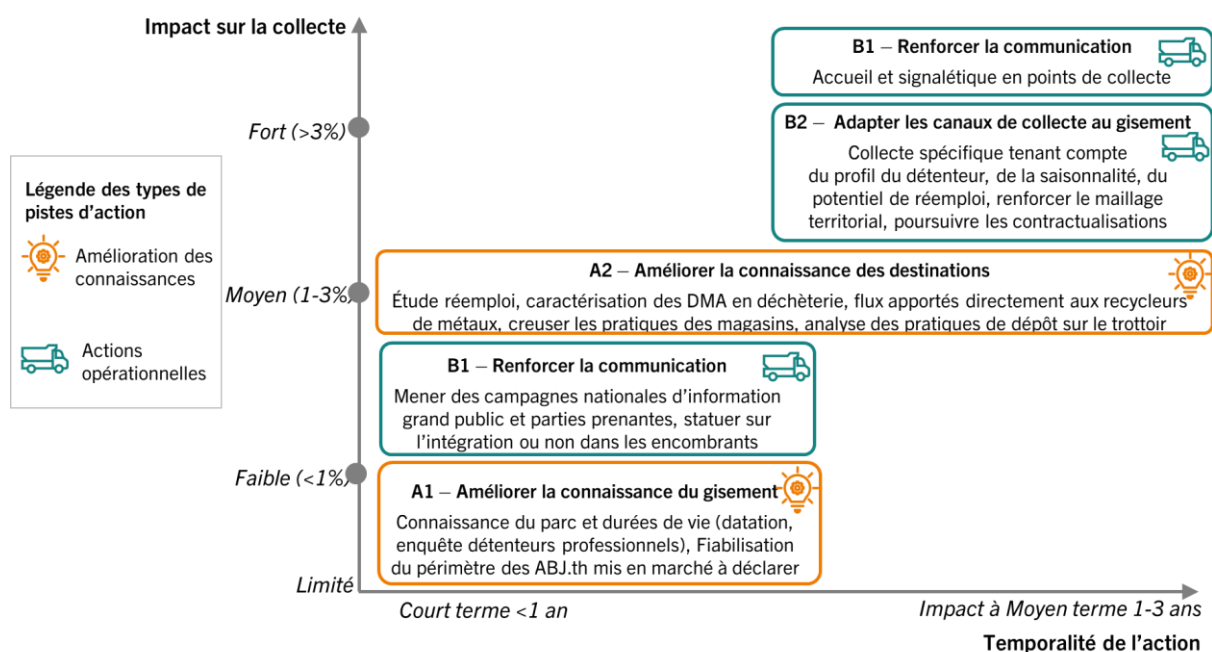 Impact sur la collecte
B1 – Renforcer la communication
Accueil et signalétique en points de collecte
Fort (>3%)
B2 – Adapter les canaux de collecte au gisement
Collecte spécifique tenant compte
du profil du détenteur, de la saisonnalité, du
potentiel de réemploi, renforcer le maillage
territorial, poursuivre les contractualisations
Légende des types de
pistes d'action
Amélioration des
connaissances
Actions
opérationnelles
Moyen (1-3%)
A2 – Améliorer la connaissance des destinations
Étude réemploi, caractérisation des DMA en déchèterie, flux apportés directement aux recycleurs
de métaux, creuser les pratiques des magasins, analyse des pratiques de dépôt sur le trottoir
B1 – Renforcer la communication
Mener des campagnes nationales d'information
grand public et parties prenantes, statuer sur
l'intégration ou non dans les encombrants
Faible (<1%)
A1 – Améliorer la connaissance du gisement
Connaissance du parc et durées de vie (datation,
enquête détenteurs professionnels), Fiabilisation
du périmètre des ABJ.th mis en marché à déclarer
Limité
Court terme <1 an
Impact à Moyen terme 1-3 ans
Temporalité de l'action